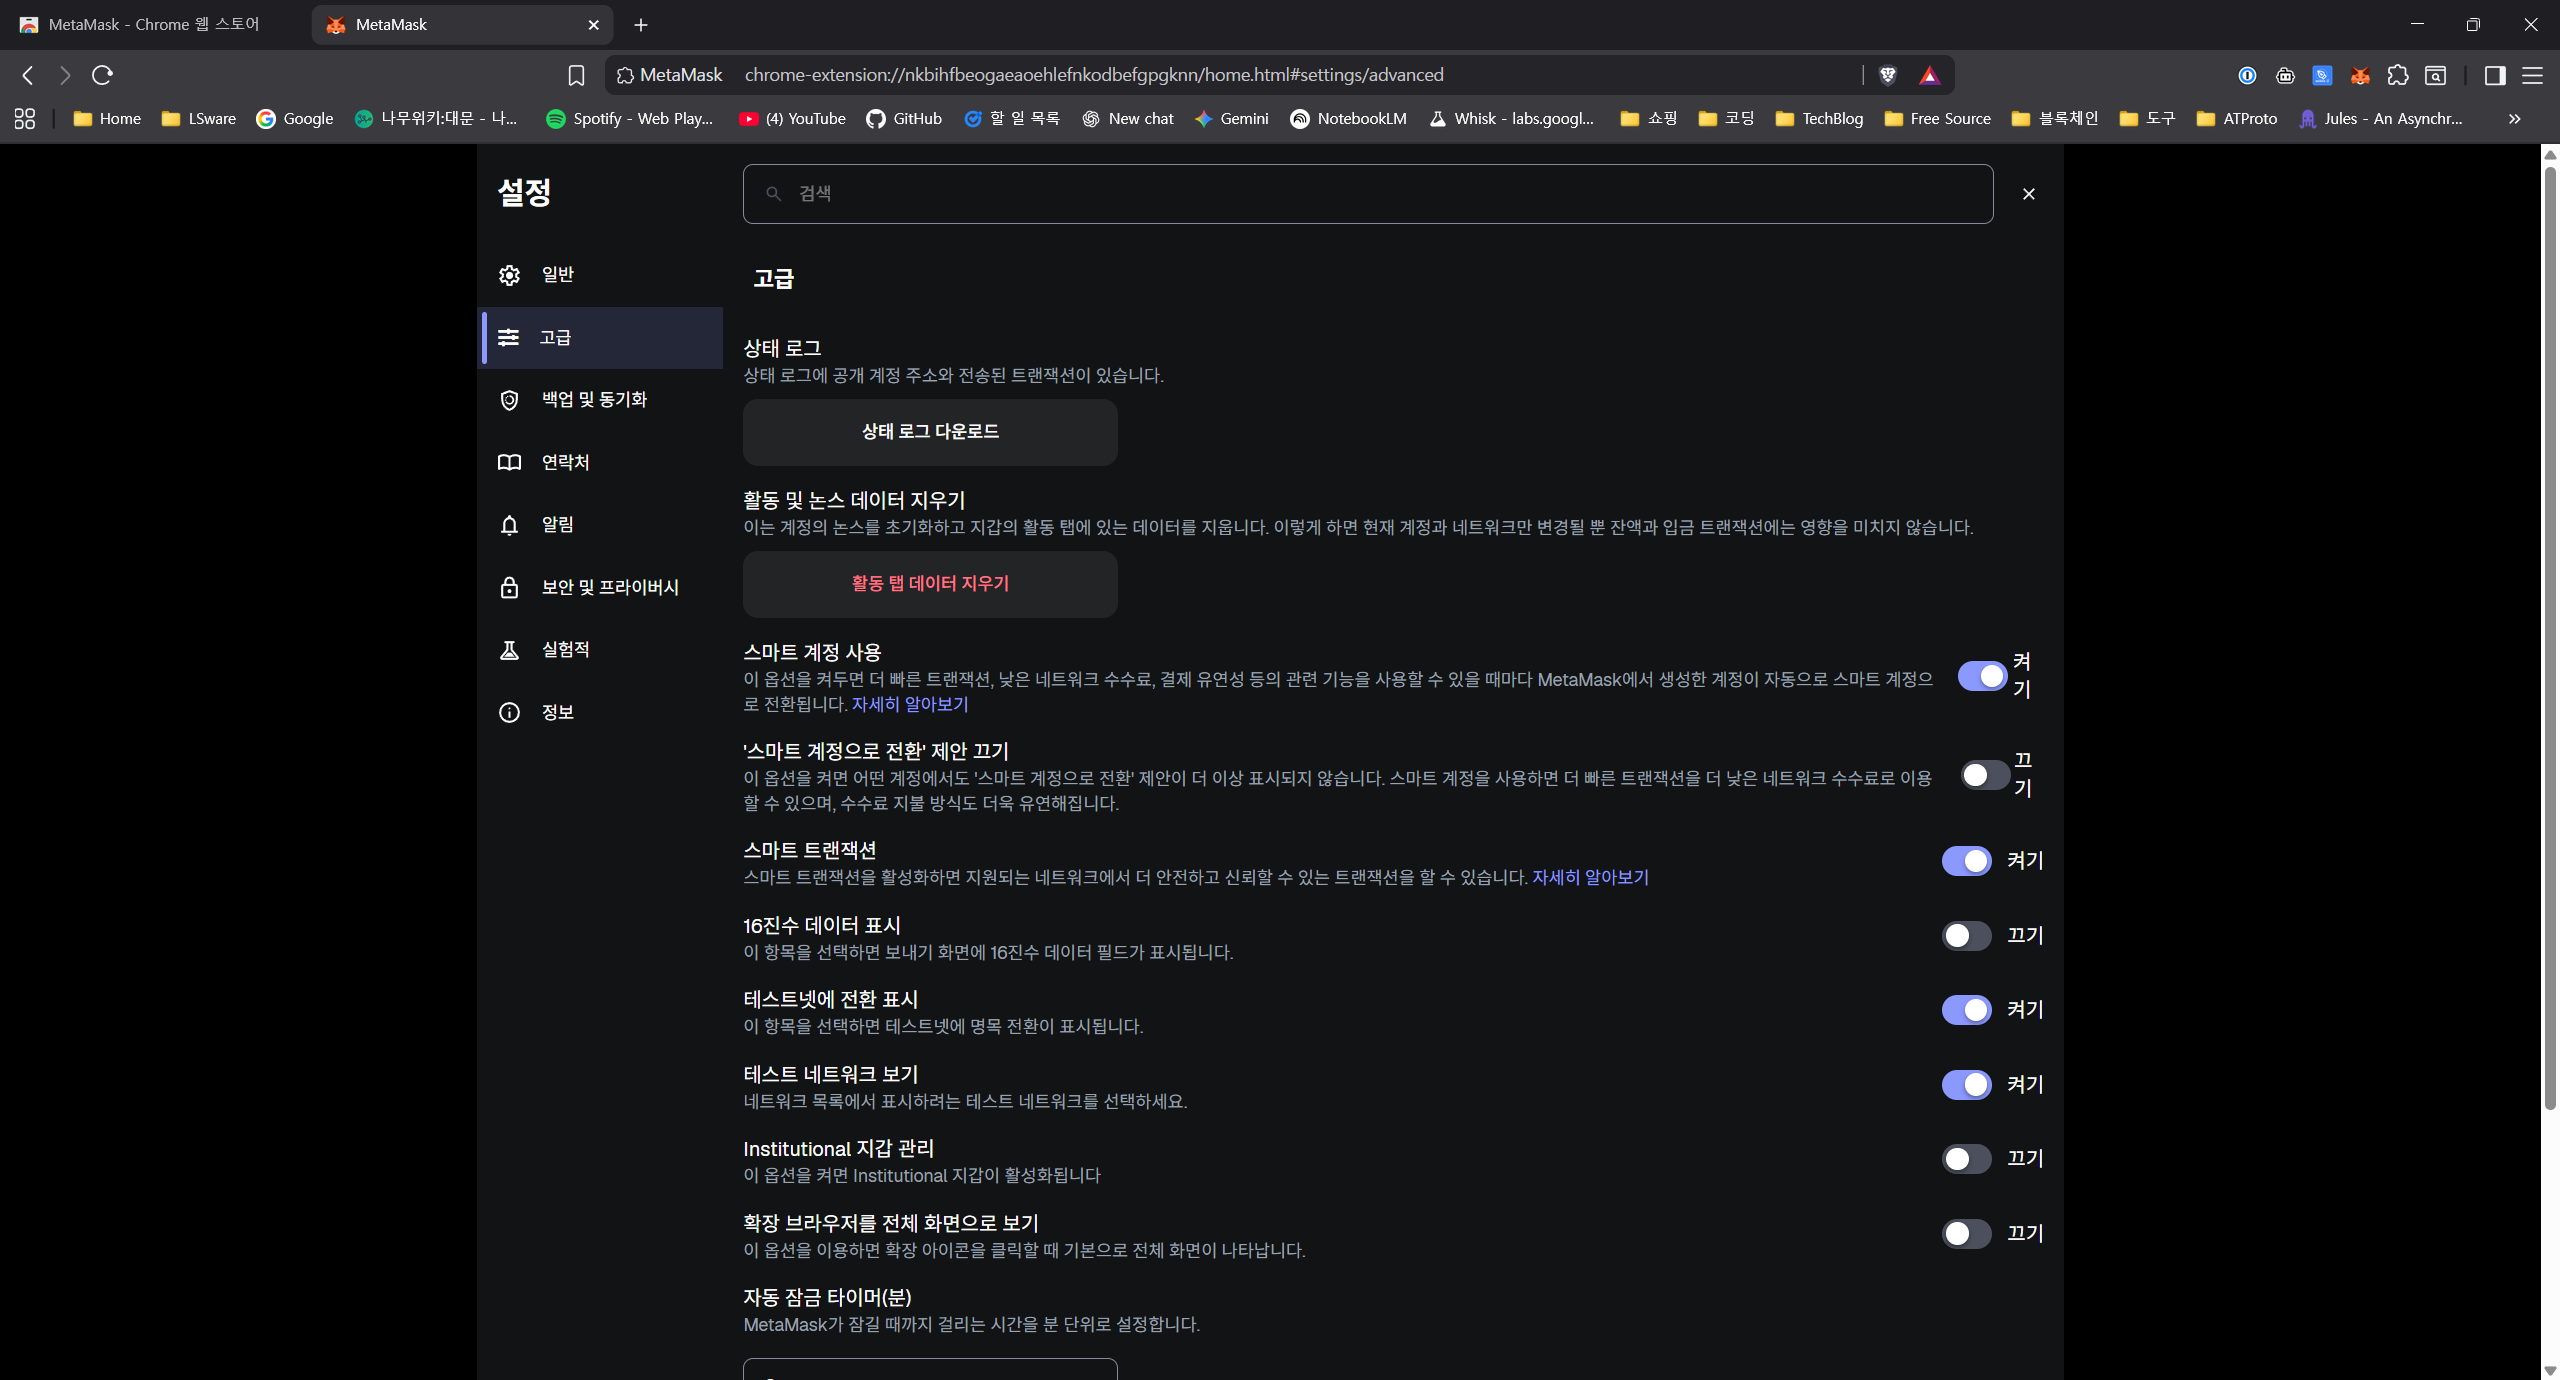 MetaMask - Chrome 웹 스토어
MetaMask
MetaMask chrome-extension://nkbihfbeogaeaoehlefnkodbefgpgknn/home.html#settings/advanced
Home LSware Google 나무위키:대문 - 나... Spotify - Web Play... (4) YouTube GitHub 할 일 목록 New chat Gemini NotebookLM Whisk - labs.googl... 쇼핑 코딩 TechBlog Free Source 블록체인 도구 ATProto Jules - An Asynchr...
설정
검색
일반
고급
백업 및 동기화
연락처
알림
보안 및 프라이버시
실험적
정보
고급
상태 로그
상태 로그에 공개 계정 주소와 전송된 트랜잭션이 있습니다.
상태 로그 다운로드
활동 및 논스 데이터 지우기
이는 계정의 논스를 초기화하고 지갑의 활동 탭에 있는 데이터를 지웁니다. 이렇게 하면 현재 계정과 네트워크만 변경될 뿐 잔액과 입금 트랜잭션에는 영향을 미치지 않습니다.
활동 탭 데이터 지우기
스마트 계정 사용
이 옵션을 켜두면 더 빠른 트랜잭션, 낮은 네트워크 수수료, 결제 유연성 등의 관련 기능을 사용할 수 있을 때마다 MetaMask에서 생성한 계정이 자동으로 스마트 계정으
로 전환됩니다. 자세히 알아보기
켜
기
'스마트 계정으로 전환' 제안 끄기
이 옵션을 켜면 어떤 계정에서도 '스마트 계정으로 전환' 제안이 더 이상 표시되지 않습니다. 스마트 계정을 사용하면 더 빠른 트랜잭션을 더 낮은 네트워크 수수료로 이용
할 수 있으며, 수수료 지불 방식도 더욱 유연해집니다.
끄
기
스마트 트랜잭션
스마트 트랜잭션을 활성화하면 지원되는 네트워크에서 더 안전하고 신뢰할 수 있는 트랜잭션을 할 수 있습니다. 자세히 알아보기
켜기
16진수 데이터 표시
이 항목을 선택하면 보내기 화면에 16진수 데이터 필드가 표시됩니다.
끄기
테스트넷에 전환 표시
이 항목을 선택하면 테스트넷에 명목 전환이 표시됩니다.
켜기
테스트 네트워크 보기
네트워크 목록에서 표시하려는 테스트 네트워크를 선택하세요.
켜기
Institutional 지갑 관리
이 옵션을 켜면 Institutional 지갑이 활성화됩니다
끄기
확장 브라우저를 전체 화면으로 보기
이 옵션을 이용하면 확장 아이콘을 클릭할 때 기본으로 전체 화면이 나타납니다.
끄기
자동 잠금 타이머(분)
MetaMask가 잠길 때까지 걸리는 시간을 분 단위로 설정합니다.